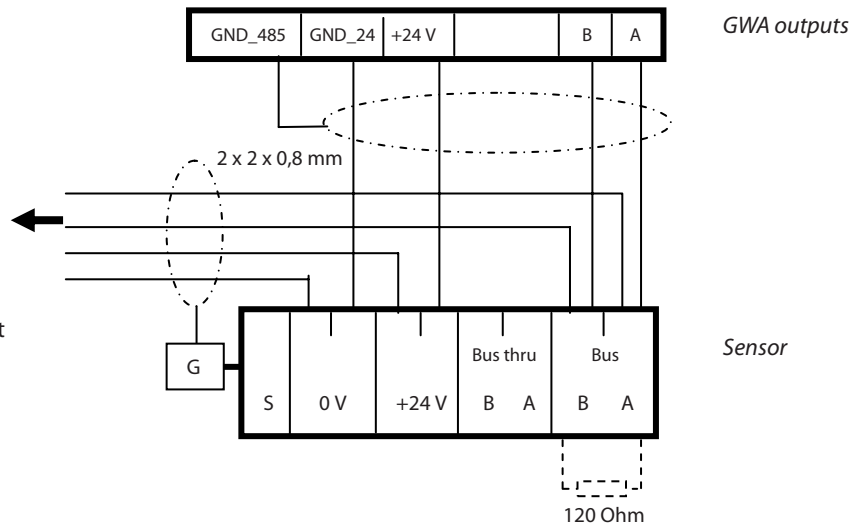 GND_485 GND_24 +24 V B A
GWA outputs
2 x 2 x 0,8 mm
t
G
Bus thru Bus
Sensor
S 0 V +24 V B A B A
120 Ohm